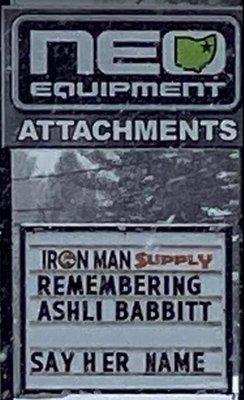 NEO
EQUIPMENT
ATTACHMENTS
IRON MAN SUPPLY
REMEMBERING
ASHLI BABBITT
SAY HER NAME